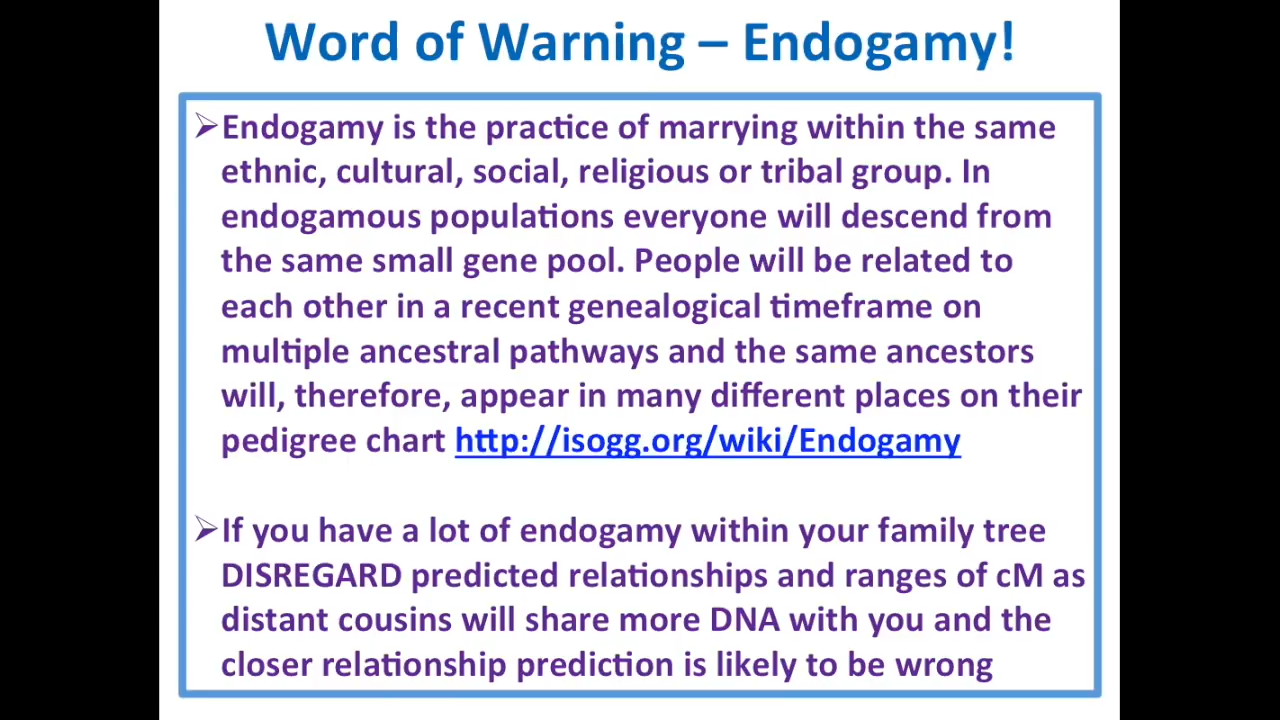 Word of Warning – Endogamy!
➢Endogamy is the practice of marrying within the same
ethnic, cultural, social, religious or tribal group. In
endogamous populations everyone will descend from
the same small gene pool. People will be related to
each other in a recent genealogical timeframe on
multiple ancestral pathways and the same ancestors
will, therefore, appear in many different places on their
pedigree chart http://isogg.org/wiki/Endogamy
➢If you have a lot of endogamy within your family tree
DISREGARD predicted relationships and ranges of cM as
distant cousins will share more DNA with you and the
closer relationship prediction is likely to be wrong